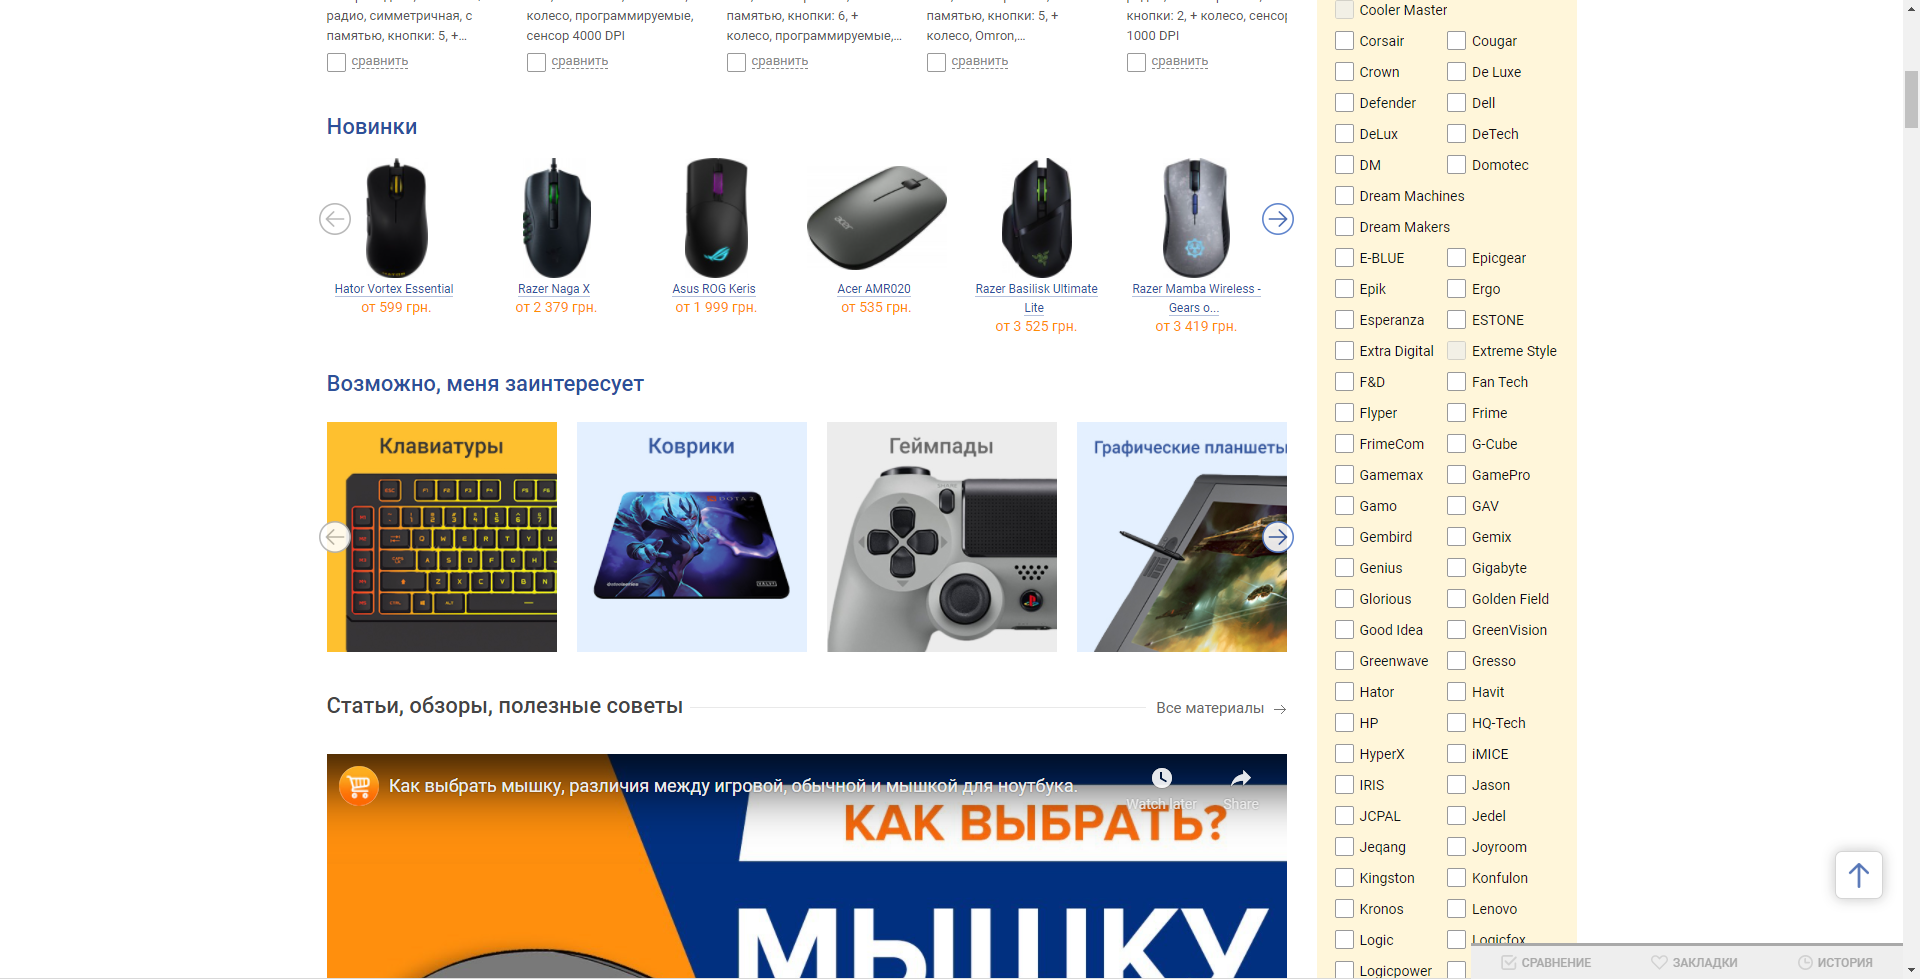 радио, симметричная, с
памятью, кнопки: 5, +...
сравнить
колесо, программируемые,
сенсор 4000 DPI
сравнить
памятью, кнопки: 6, +
колесо, программируемые,...
сравнить
памятью, кнопки: 5, +
колесо, Omron,...
сравнить
кнопки: 2, + колесо, сенсор
1000 DPI
сравнить
Новинки
Hator Vortex Essential
от 599 грн.
Razer Naga X
от 2 379 грн.
Asus ROG Keris
от 1 999 грн.
Acer AMR020
от 535 грн.
Razer Basilisk Ultimate
Lite
от 3 525 грн.
Razer Mamba Wireless -
Gears o...
от 3 419 грн.
Возможно, меня заинтересует
Клавиатуры
Коврики
DOTA 2
Геймпады
Графические планшеты
Статьи, обзоры, полезные советы
Все материалы
Как выбрать мышку, различия между игровой, обычной и мышкой для ноутбука.
Watch later
Share
КАК ВЫБРАТЬ?
МЫШКУ
Cooler Master
Corsair
Cougar
Crown
De Luxe
Defender
Dell
DeLux
DeTech
DM
Domotec
Dream Machines
Dream Makers
E-BLUE
Epicgear
Epik
Ergo
Esperanza
ESTONE
Extra Digital
Extreme Style
F&D
Fan Tech
Flyper
Frime
FrimeCom
G-Cube
Gamemax
GamePro
Gamo
GAV
Gembird
Gemix
Genius
Gigabyte
Glorious
Golden Field
Good Idea
GreenVision
Greenwave
Gresso
Hator
Havit
HP
HQ-Tech
HyperX
iMICE
IRIS
Jason
JCPAL
Jedel
Jeqang
Joyroom
Kingston
Konfulon
Kronos
Lenovo
Logic
Logicfox
Logicpower
СРАВНЕНИЕ
ЗАКЛАДКИ
ИСТОРИЯ